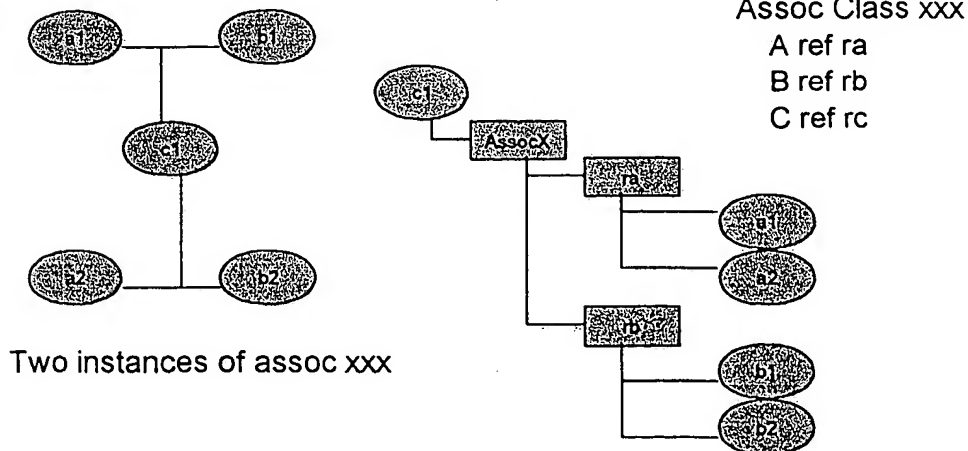 Assoc Class xxx
A ref ra
B ref rb
C ref rc
a1
b1
c1
a2
b2
Two instances of assoc xxx
c1
AssocX
ra
a1
a2
rb
b1
b2